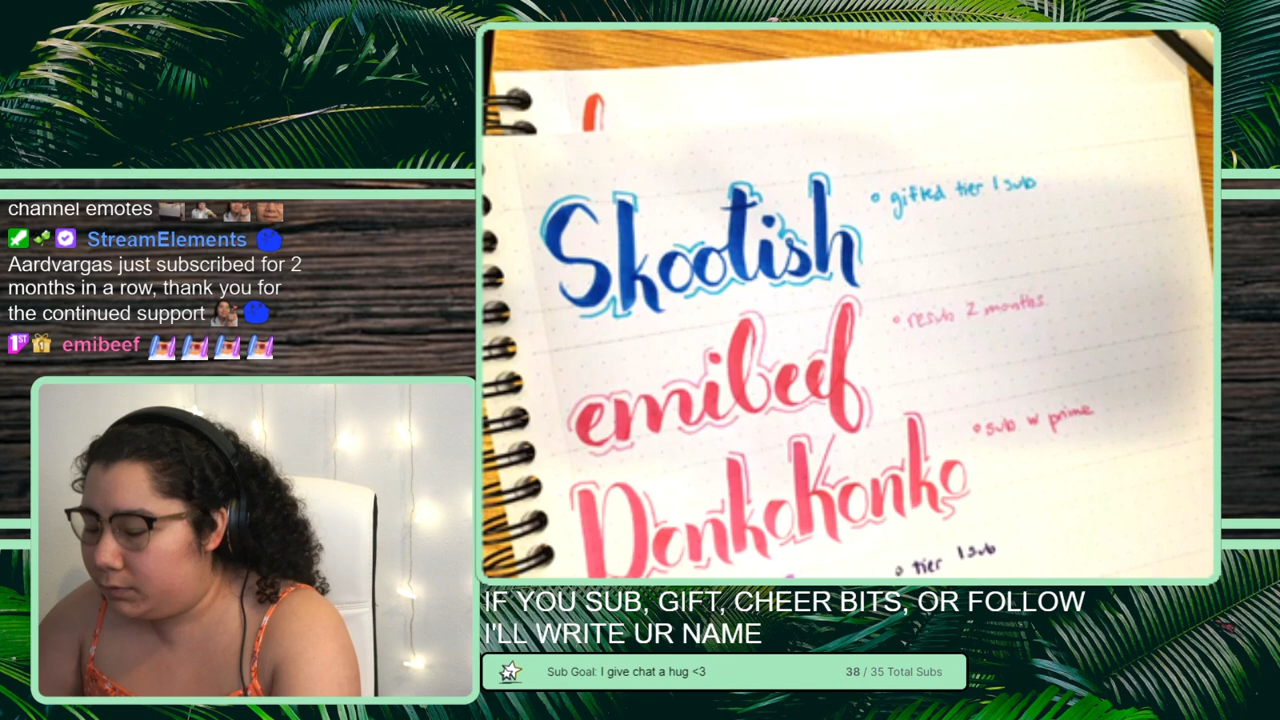 channel emotes
StreamElements
Aardvargas just subscribed for 2
months in a row, thank you for
the continued support
1ST emibeef
Skootish
gifted tier 1 sub
emibeef
resub 2 months
Donkokonko
sub w prime
tier 1 sub
IF YOU SUB, GIFT, CHEER BITS, OR FOLLOW
I'LL WRITE UR NAME
Sub Goal: I give chat a hug <3
38 / 35 Total Subs